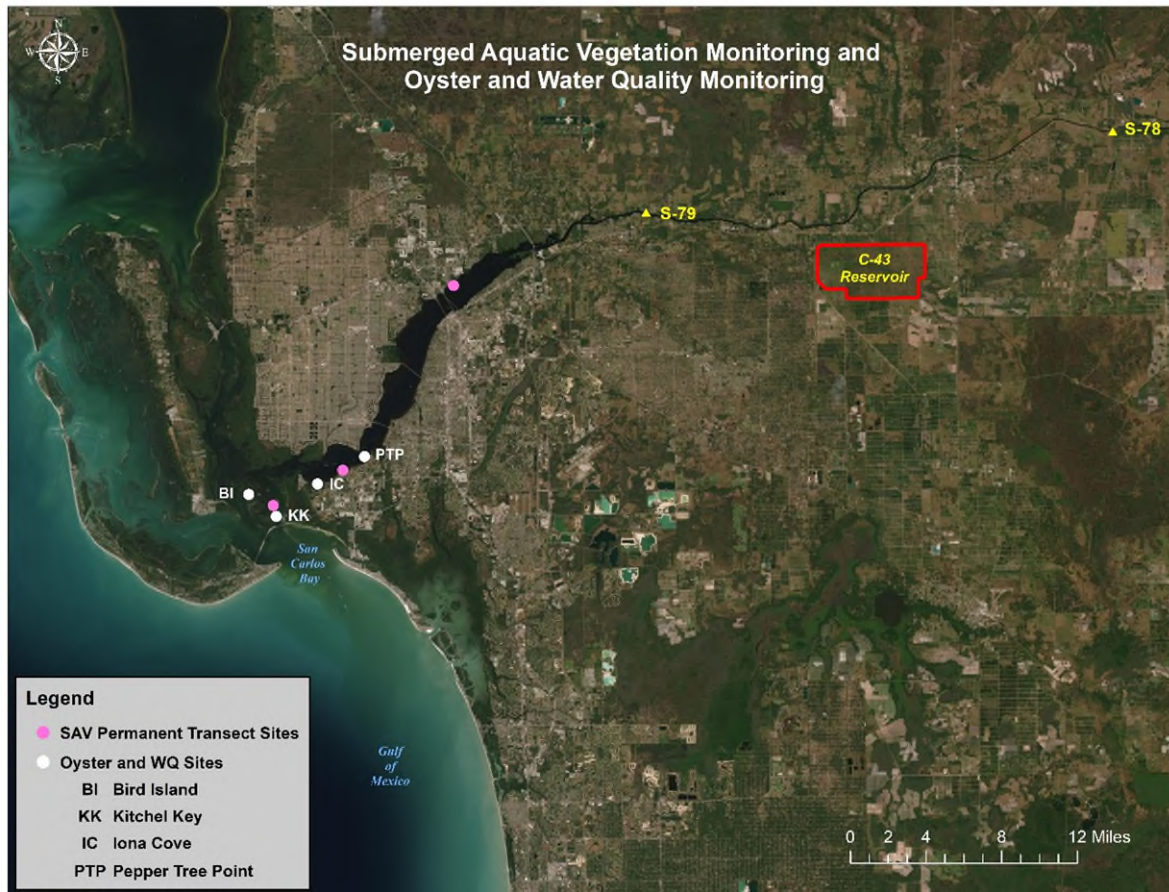 N
W E
S
Submerged Aquatic Vegetation Monitoring and
Oyster and Water Quality Monitoring
S-78
S-79
C-43
Reservoir
PTP
IC
BI
KK
San
Carlos
Bay
Gulf
of
Mexico
Legend
SAV Permanent Transect Sites
Oyster and WQ Sites
BI Bird Island
KK Kitchel Key
IC Iona Cove
PTP Pepper Tree Point
0 2 4 8 12 Miles